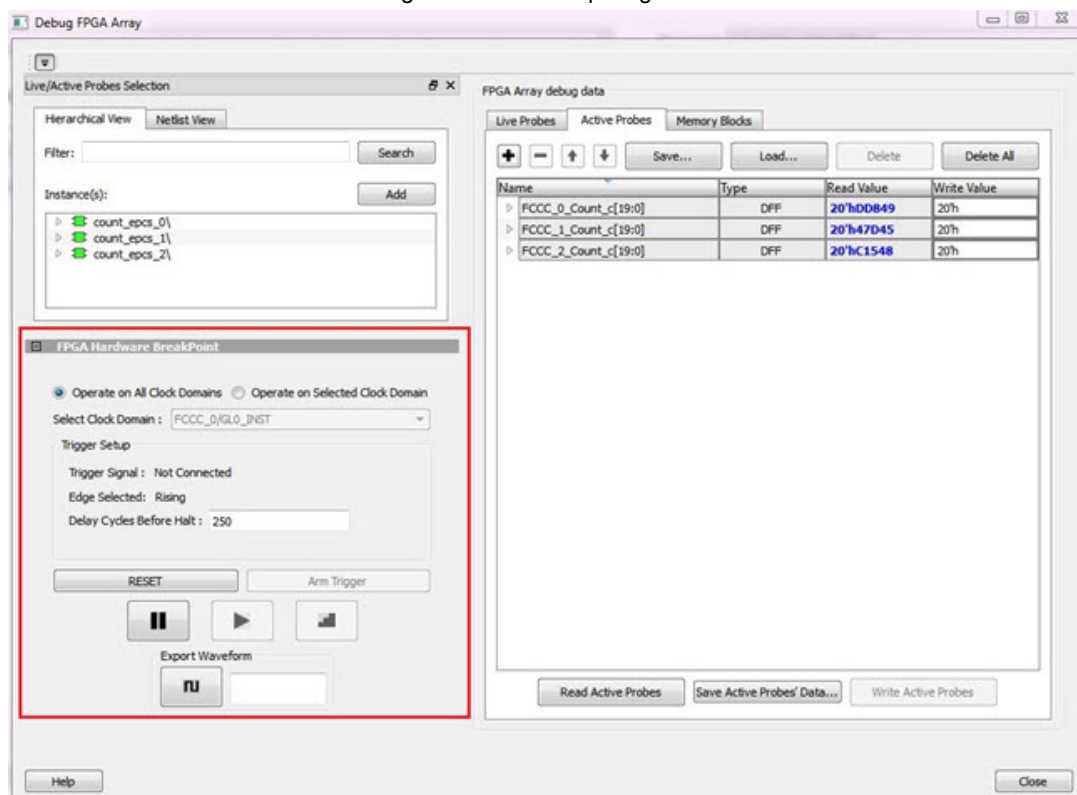 Debug FPGA Array
Live/Active Probes Selection
Hierarchical View Netlist View
Filter: Search
Instance(s): Add
count_epcs_0\
count_epcs_1\
count_epcs_2\
FPGA Hardware BreakPoint
Operate on All Clock Domains Operate on Selected Clock Domain
Select Clock Domain : FCCC_0/GL0_INST
Trigger Setup
Trigger Signal : Not Connected
Edge Selected: Rising
Delay Cycles Before Halt : 250
RESET Arm Trigger
Export Waveform
FPGA Array debug data
Live Probes Active Probes Memory Blocks
Save... Load... Delete Delete All
Name Type Read Value Write Value
FCCC_0_Count_c[19:0] DFF 20'hDD849 20'h
FCCC_1_Count_c[19:0] DFF 20'h47D45 20'h
FCCC_2_Count_c[19:0] DFF 20'hC1548 20'h
Read Active Probes Save Active Probes' Data... Write Active Probes
Help Close